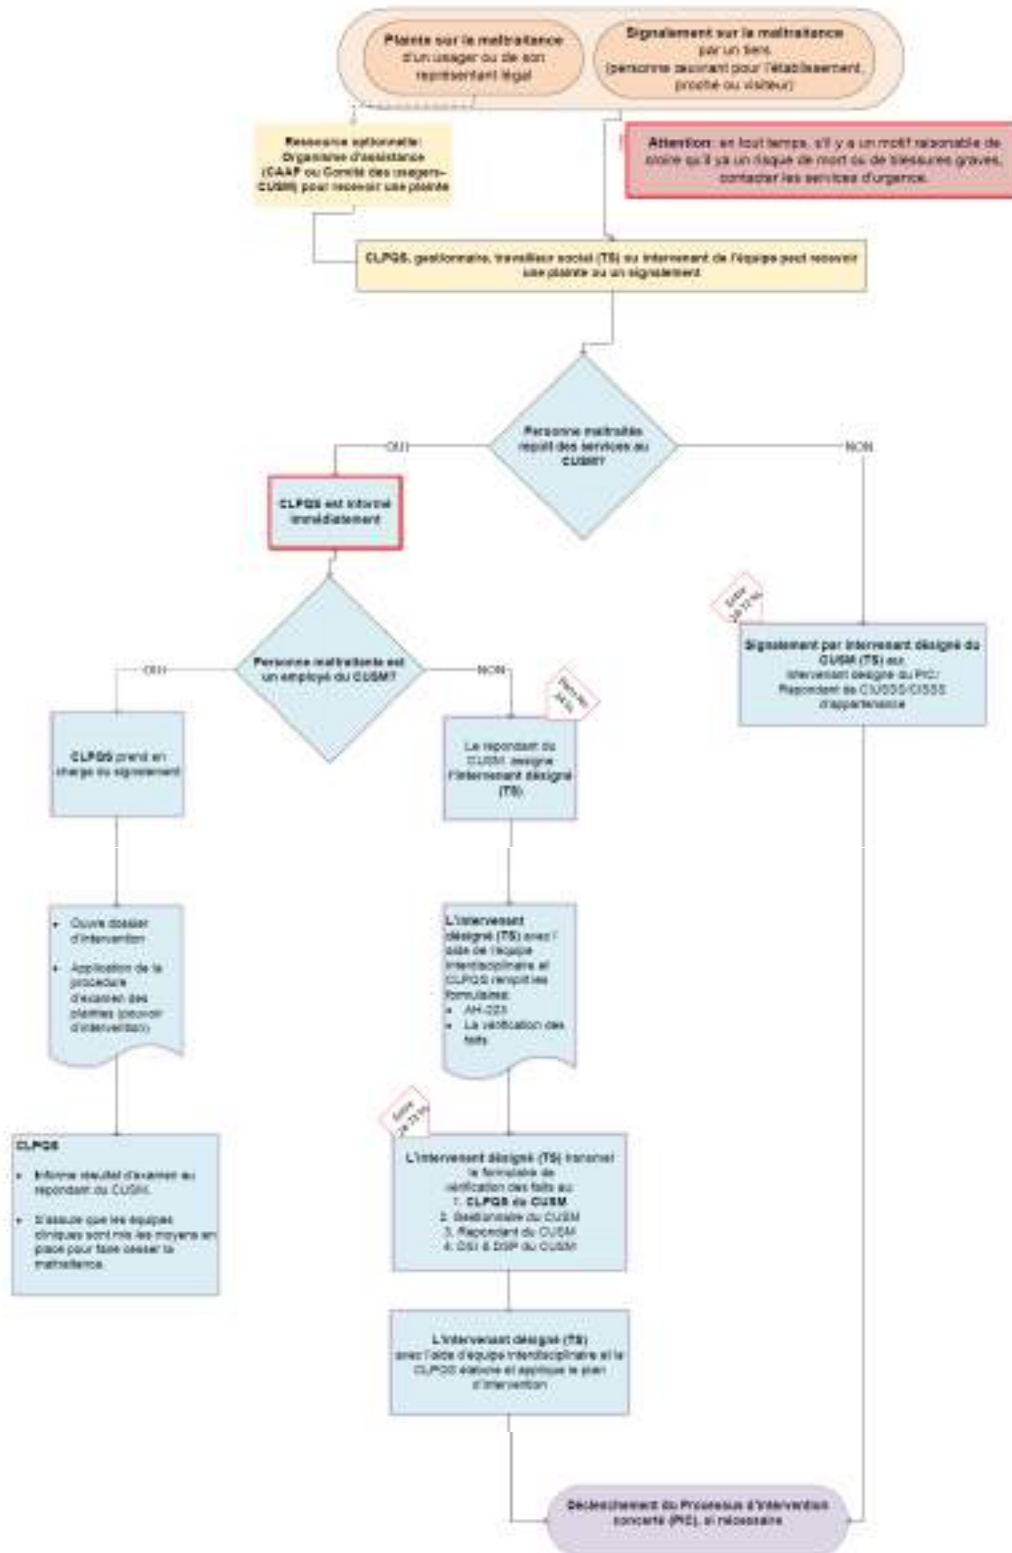 Plainte sur la maltraitance
d'un usager ou de son
représentant légal
Signalement sur la maltraitance
par un tiers
(personne œuvrant pour l'établissement,
proche ou visiteur)
Ressource optionnelle:
Organisme d'assistance
(CAAP ou Comité des usagers-
CUSM) pour recevoir une plainte
Attention: en tout temps, s'il y a un motif raisonable de
croire qu'il ya un risque de mort ou de blessures graves,
contacter les services d'urgence.
CLPQS, gestionnaire, travailleur social (TS) ou intervenant de l'équipe peut recevoir
une plainte ou un signalement
Personne maltraités
reçoit des services au
CUSM?
OUI
NON
CLPQS est informé
immédiatement
Entre
Signalement par intervenant désigné du
CUSM (TS) aux
Intervenant désigné du PIC/
Répondant de CIUSSS/CISSS
d'appartenance
Personne maltraitante est
un employé du CUSM?
OUI
NON
CLPQS prend en
charge du signalement
Le répondant du
CUSM assigne
l'intervenant désigné
(TS)
Ouvre dossier
d'intervention
Application de la
procédure
d'examen des
plaintes (pouvoir
d'intervention)
L'intervenant
désigné (TS) avec l'
aide de l'équipe
interdisciplinaire et
CLPQS remplit les
formulaires:
AH-223
La vérification des
faits
Entre
CLPQS
Informe résultat d'examen au
répondant du CUSM.
S'assure que les équipes
cliniques ont mis les moyens en
place pour faire cesser la
maltraitance.
L'intervenant désigné (TS) transmet
le formulaire de
vérification des faits au:
1. CLPQS du CUSM
2. Gestionnaire du CUSM
3. Répondant du CUSM
4. DSI & DSP du CUSM
L'intervenant désigné (TS)
avec l'aide d'équipe interdisciplinaire et le
CLPQS élabore et applique le plan
d'intervention
Déclenchement du Processus d'intervention
concerté (PIC), si nécessaire